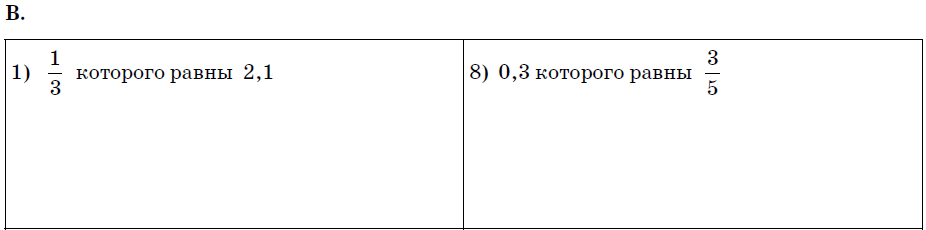 В.
1) 1/3 которого равны 2,1
8) 0,3 которого равны 3/5